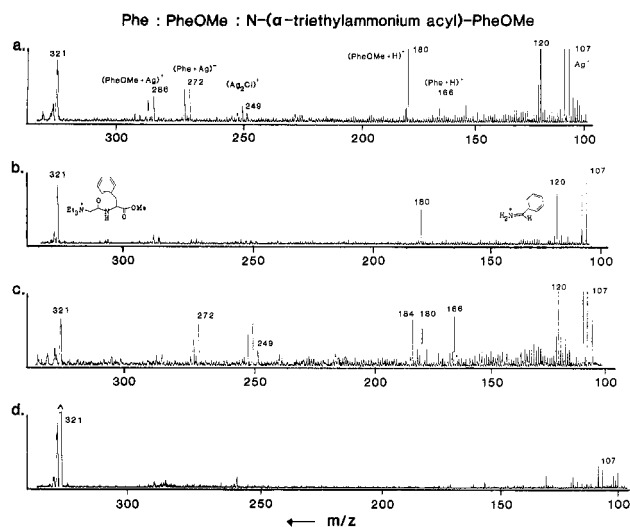 Phe : PheOMe : N-(α-triethylammonium acyl)-PheOMe
a.
321
(PheOMe+Ag)⁺
286
(Phe+Ag)⁺
272
(Ag₂Cl)⁺
249
(PheOMe+H)⁺
180
(Phe+H)⁺
166
120
107
Ag⁺
300 250 200 150 100
b.
321
Et₃N⁺ O N H O OMe
180
H₂N⁺ H
120
107
300 250 200 150 100
c.
321
272
249
184
180
166
120
107
300 250 200 150 100
d.
321
107
300 250 200 150 100
← m/z